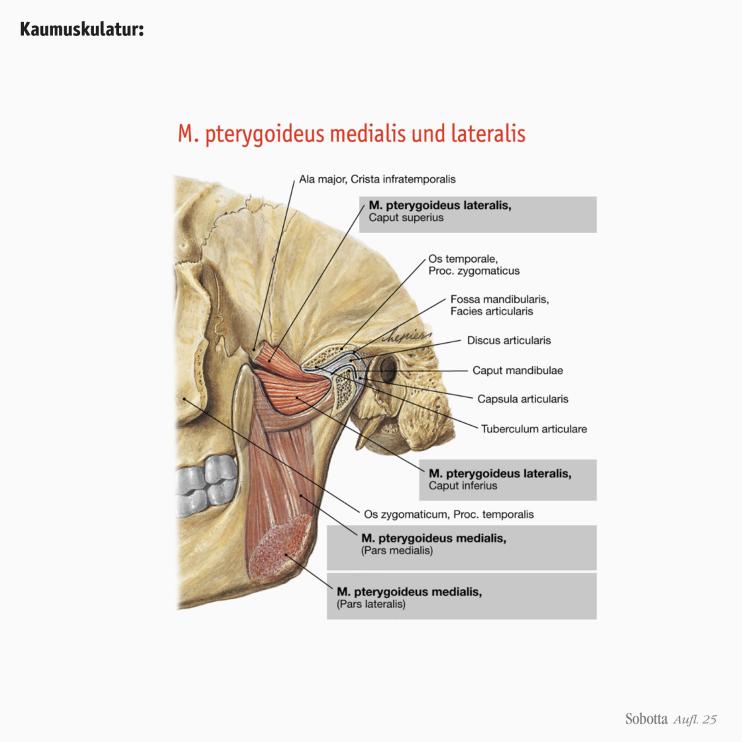 Kaumuskulatur:
M. pterygoideus medialis und lateralis
Ala major, Crista infratemporalis
M. pterygoideus lateralis,
Caput superius
Os temporale,
Proc. zygomaticus
Fossa mandibularis,
Facies articularis
Discus articularis
Caput mandibulae
Capsula articularis
Tuberculum articulare
M. pterygoideus lateralis,
Caput inferius
Os zygomaticum, Proc. temporalis
M. pterygoideus medialis,
(Pars medialis)
M. pterygoideus medialis,
(Pars lateralis)
Sobotta Aufl. 25